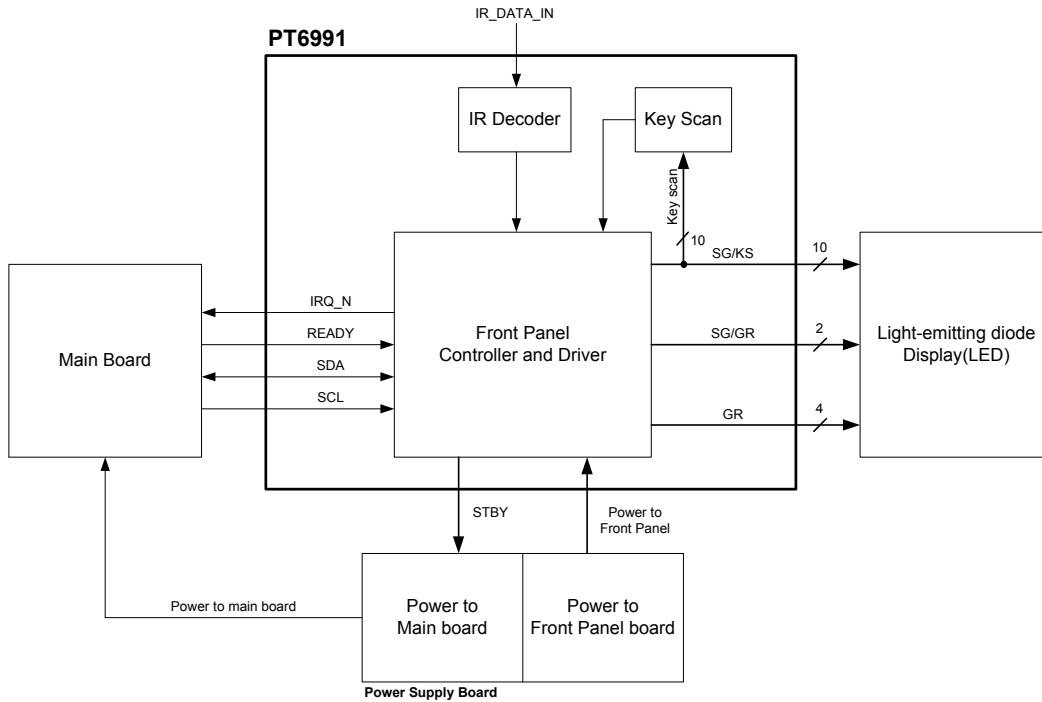 IR_DATA_IN
PT6991
IR Decoder
Key Scan
Key scan
10
SG/KS
10
IRQ_N
READY
SDA
SCL
Main Board
Front Panel
Controller and Driver
SG/GR
2
GR
4
Light-emitting diode
Display(LED)
STBY
Power to
Front Panel
Power to main board
Power to
Main board
Power to
Front Panel board
Power Supply Board